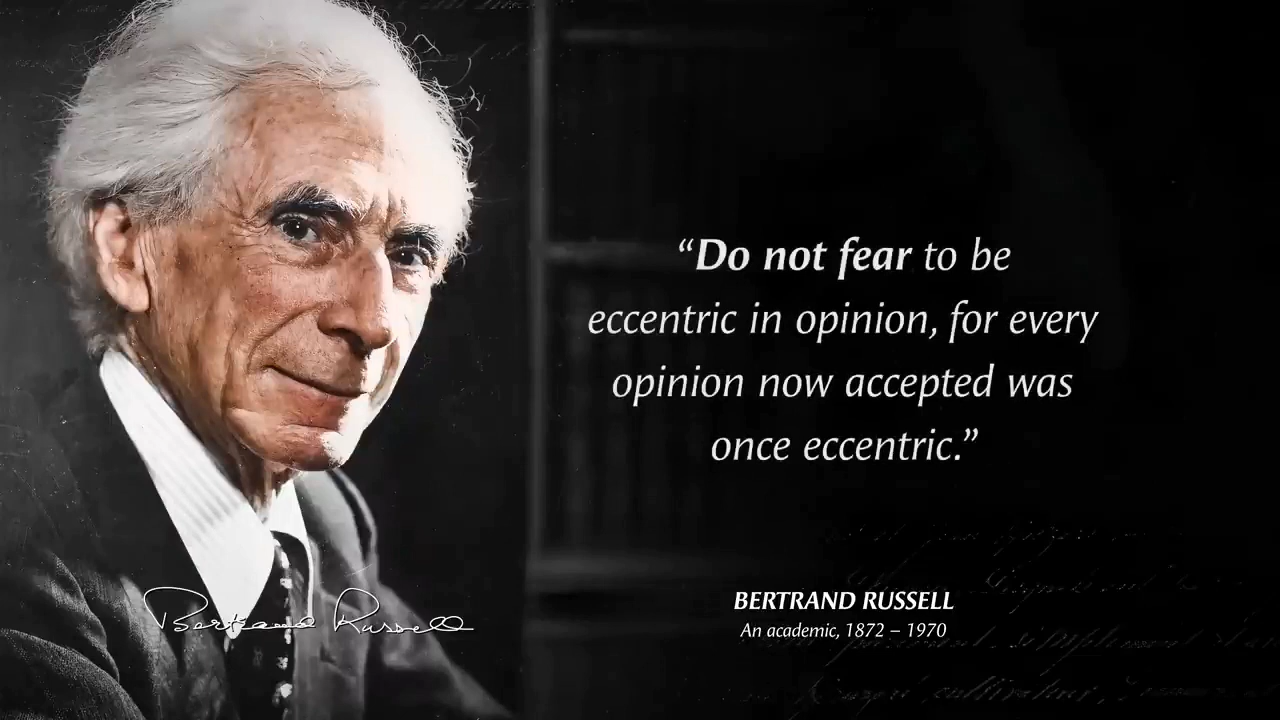 “Do not fear to be
eccentric in opinion, for every
opinion now accepted was
once eccentric.”
Bertrand Russell
BERTRAND RUSSELL
An academic, 1872 – 1970